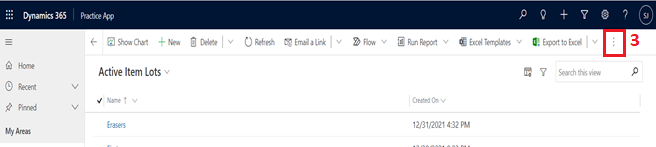 Dynamics 365 Practice App SJ
Show Chart New Delete Refresh Email a Link Flow Run Report Excel Templates Export to Excel 3
Home
Recent
Pinned
My Areas
Active Item Lots
Search this view
Name Created On
Erasers 12/31/2021 4:32 PM